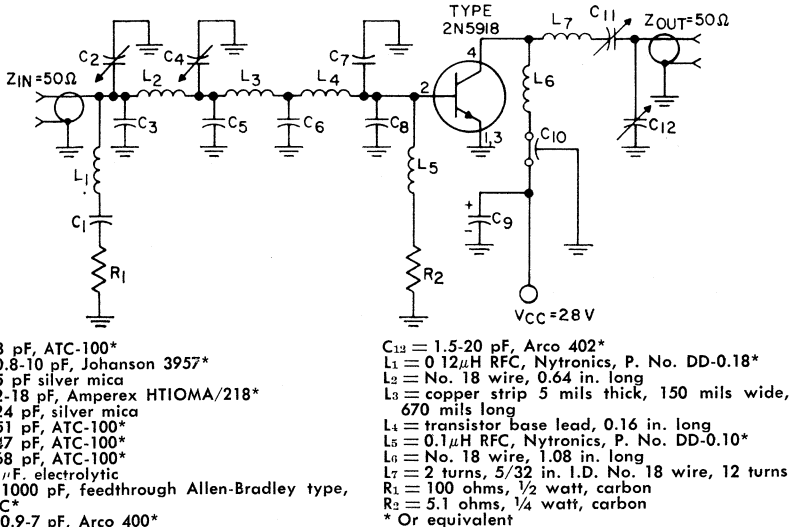 TYPE
2N5918
ZIN=50Ω
C2
C4
C7
L7
C11
ZOUT=50Ω
L2
L3
L4
2
4
1,3
L6
C3
C5
C6
C8
C10
C12
L1
L5
C1
+
C9
-
R1
R2
VCC=28V
pF, ATC-100*
0.8-10 pF, Johanson 3957*
pF silver mica
2-18 pF, Amperex HTIOMA/218*
24 pF, silver mica
51 pF, ATC-100*
47 pF, ATC-100*
68 pF, ATC-100*
μF. electrolytic
1000 pF, feedthrough Allen-Bradley type,
C*
0.9-7 pF, Arco 400*
C12 = 1.5-20 pF, Arco 402*
L1 = 0 12μH RFC, Nytronics, P. No. DD-0.18*
L2 = No. 18 wire, 0.64 in. long
L3 = copper strip 5 mils thick, 150 mils wide,
670 mils long
L4 = transistor base lead, 0.16 in. long
L5 = 0.1μH RFC, Nytronics, P. No. DD-0.10*
L6 = No. 18 wire, 1.08 in. long
L7 = 2 turns, 5/32 in. I.D. No. 18 wire, 12 turns
R1 = 100 ohms, ½ watt, carbon
R2 = 5.1 ohms, ¼ watt, carbon
* Or equivalent